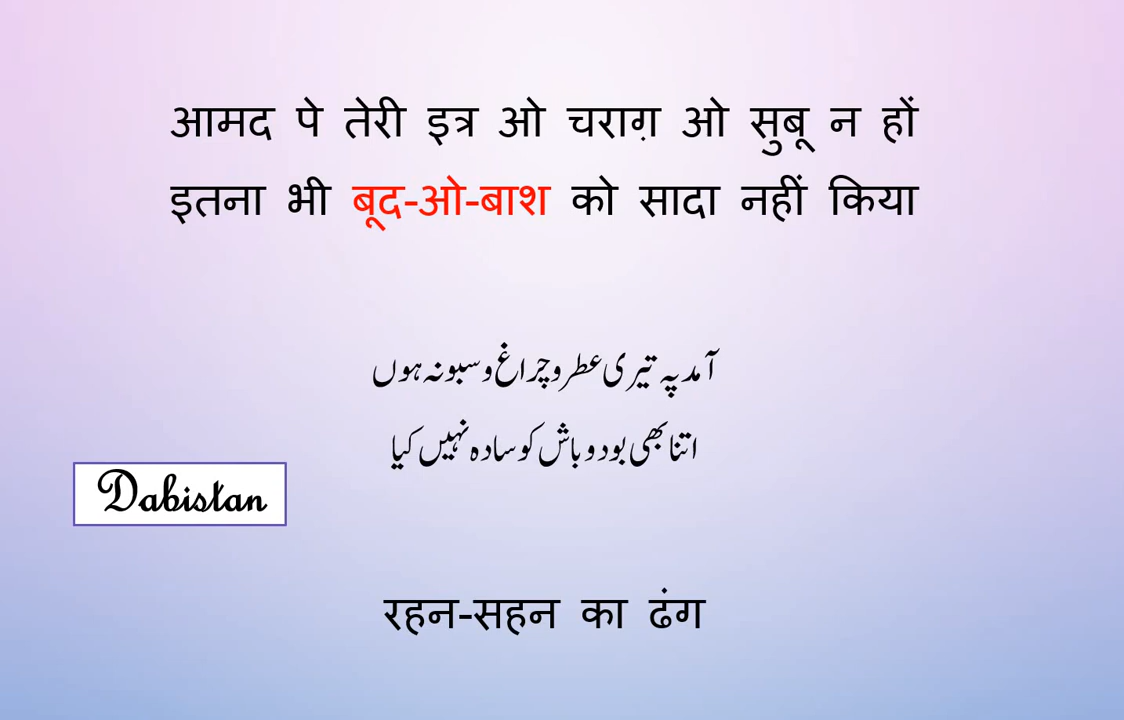 आमद पे तेरी इत्र ओ चराग़ ओ सुबू न हों
इतना भी बूद-ओ-बाश को सादा नहीं किया
آمد پہ تیری عطر و چراغ و سبو نہ ہوں
اتنا بھی بود و باش کو سادہ نہیں کیا
Dabistan
रहन-सहन का ढंग